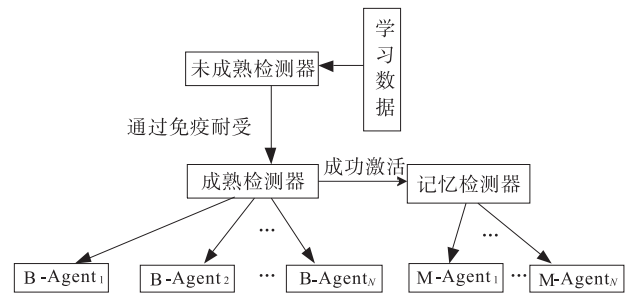 学习数据
未成熟检测器
通过免疫耐受
成熟检测器
成功激活
记忆检测器
...
...
B-Agent1
B-Agent2
...
B-AgentN
M-Agent1
...
M-AgentN